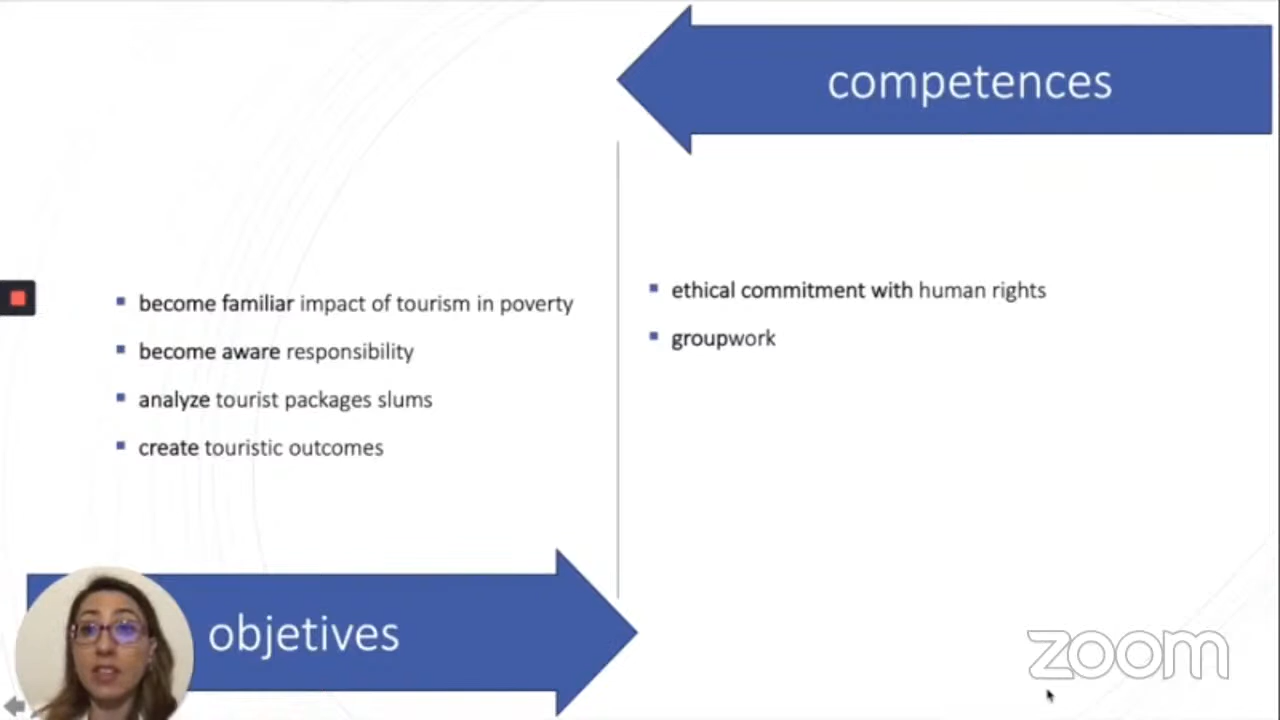 competences
become familiar impact of tourism in poverty
become aware responsibility
analyze tourist packages slums
create touristic outcomes
ethical commitment with human rights
groupwork
objetives
zoom